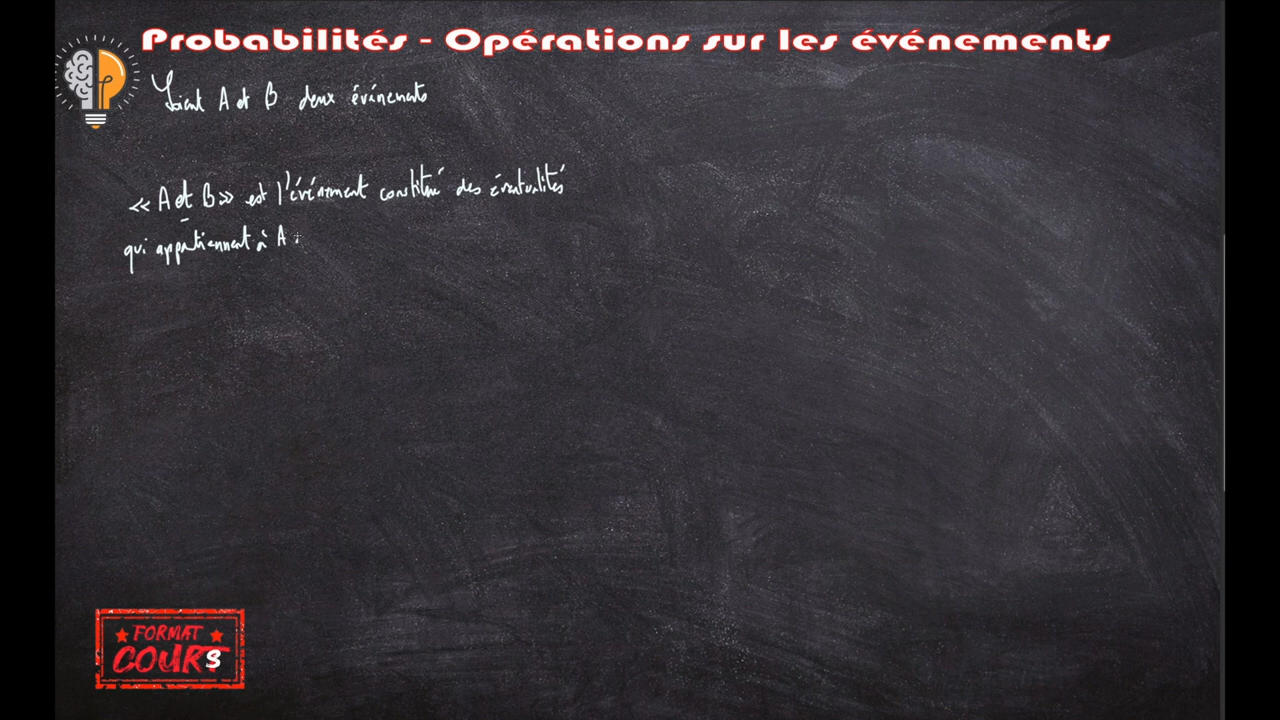 Probabilités - Opérations sur les événements
Soient A et B deux événements
<< A et B >> est l'événement constitué des éventualités
qui appartiennent à A
FORMAT
COURS